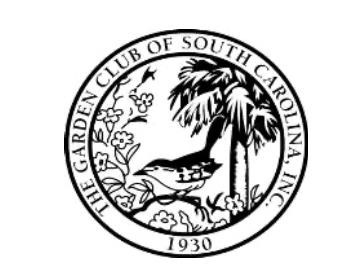 THE GARDEN CLUB OF SOUTH CAROLINA, INC.
1930